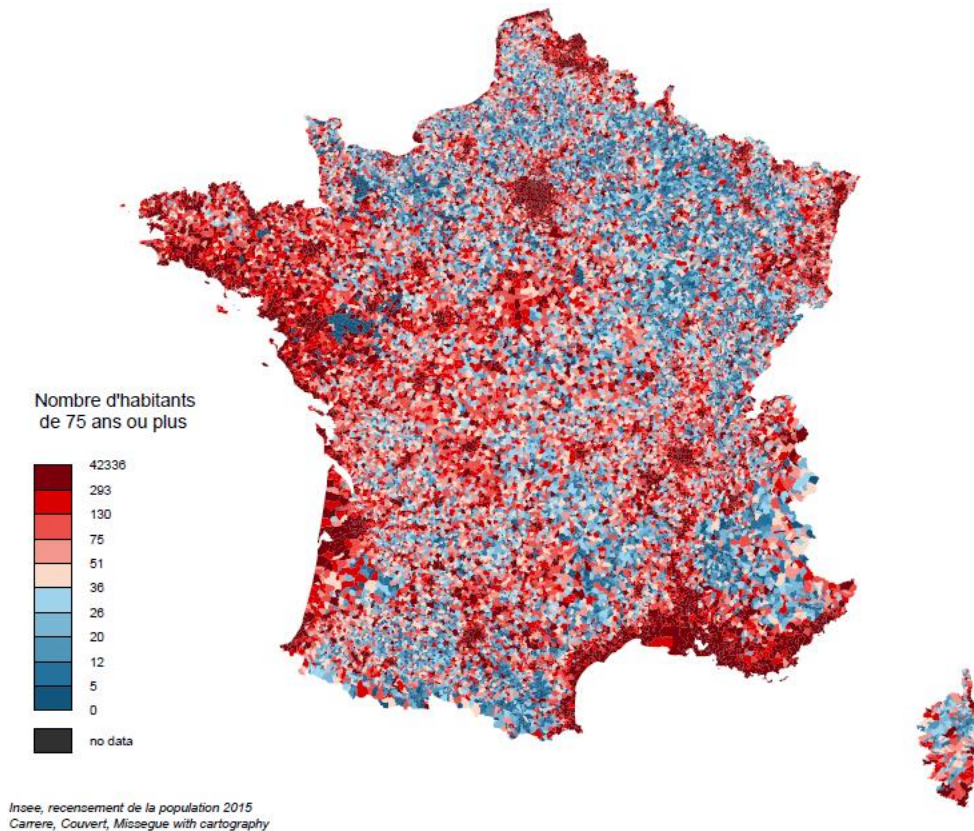 Nombre d'habitants
de 75 ans ou plus
42336
293
130
75
51
36
26
20
12
5
0
no data
Insee, recensement de la population 2015
Carrere, Couvert, Missegue with cartography